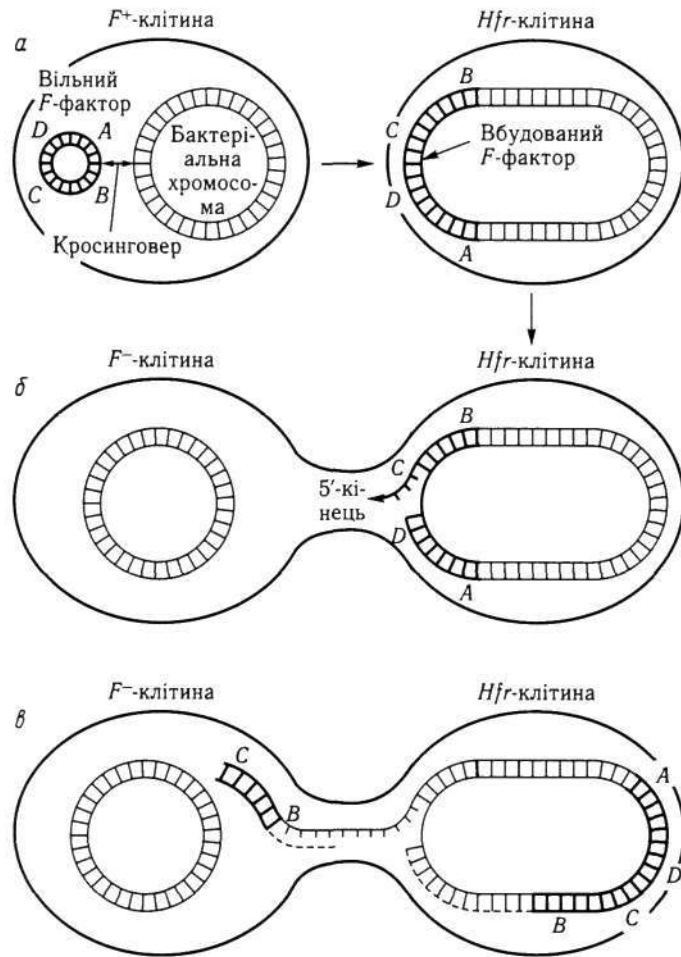 F⁺-клітина
Hfr-клітина
а
Вільний
F-фактор
D
A
C
B
Бактері-
альна
хромосо-
ма
Кросинговер
B
C
D
A
Вбудований
F-фактор
F⁻-клітина
Hfr-клітина
б
B
C
5′-кі-
нець
D
A
F⁻-клітина
Hfr-клітина
в
C
B
A
D
C
B